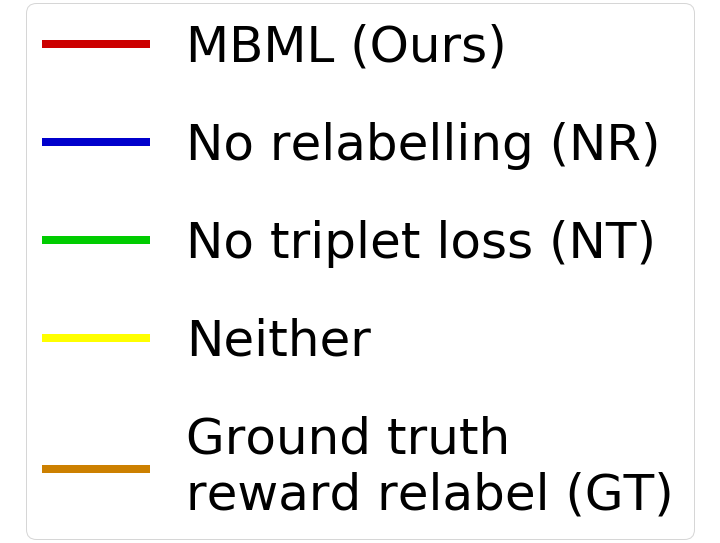 MBML (Ours)
No relabelling (NR)
No triplet loss (NT)
Neither
Ground truth
reward relabel (GT)